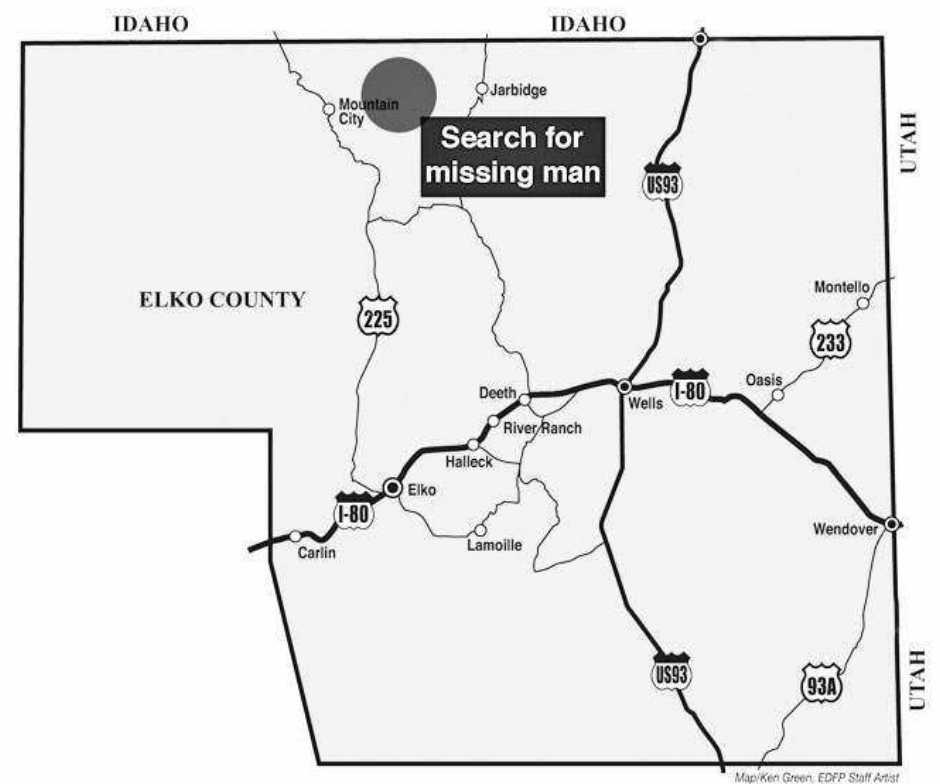 IDAHO
IDAHO
Mountain
City
Jarbidge
Search for
missing man
UTAH
US93
ELKO COUNTY
225
Montello
233
Deeth
Wells
I-80
Oasis
River Ranch
Halleck
Elko
I-80
Carlin
Lamoille
Wendover
US93
93A
UTAH
Map/Ken Green, EDFP Staff Artist